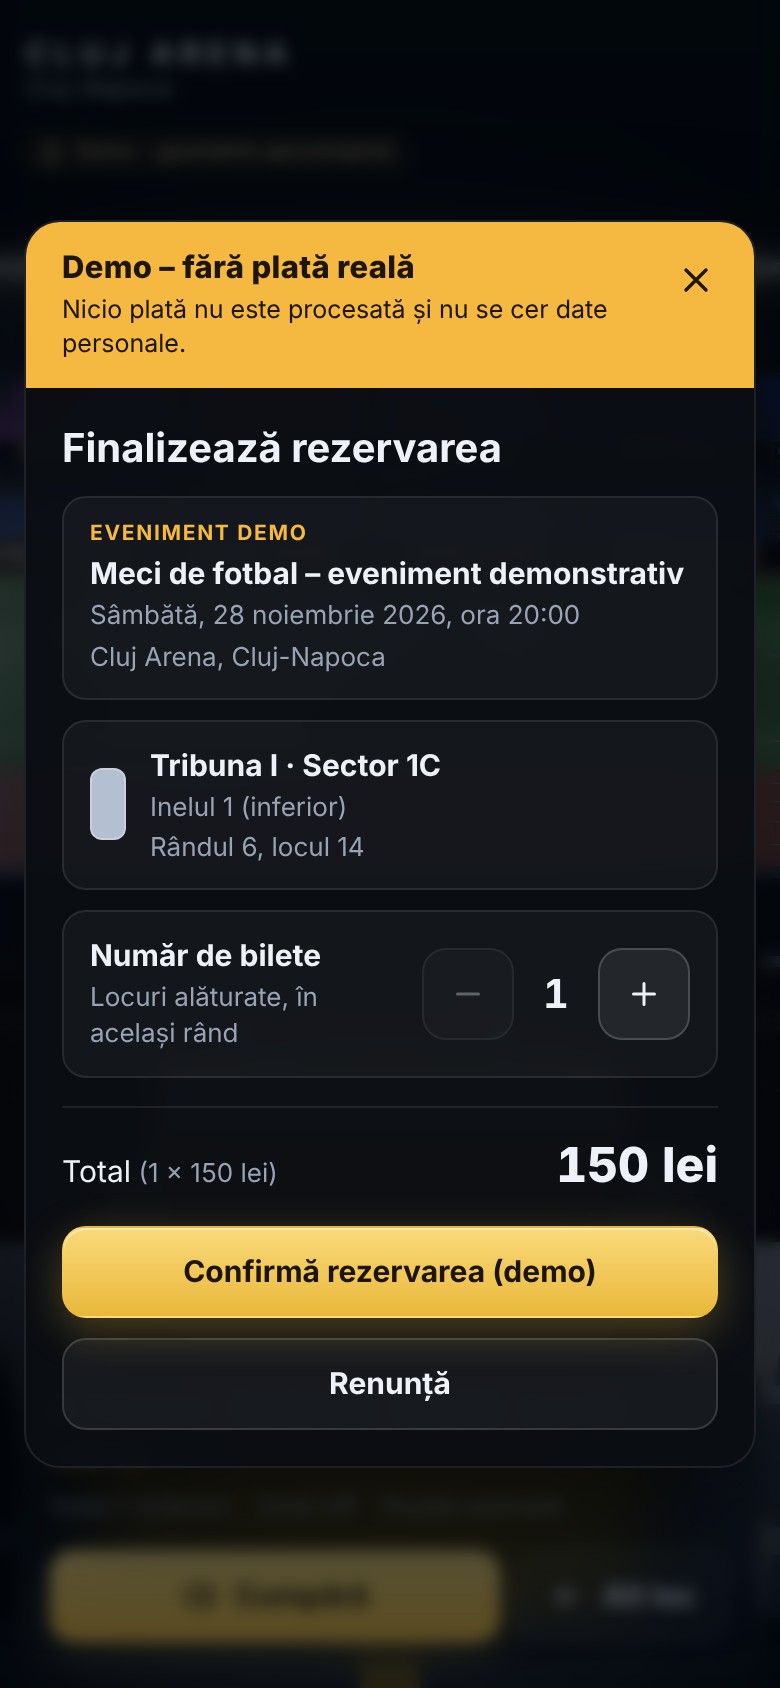 CLUJ ARENA
Demo – fără plată reală
Nicio plată nu este procesată și nu se cer date
personale.
Finalizează rezervarea
EVENIMENT DEMO
Meci de fotbal – eveniment demonstrativ
Sâmbătă, 28 noiembrie 2026, ora 20:00
Cluj Arena, Cluj-Napoca
Tribuna I · Sector 1C
Inelul 1 (inferior)
Rândul 6, locul 14
Număr de bilete
Locuri alăturate, în
același rând
− 1 +
Total (1 × 150 lei) 150 lei
Confirmă rezervarea (demo)
Renunță